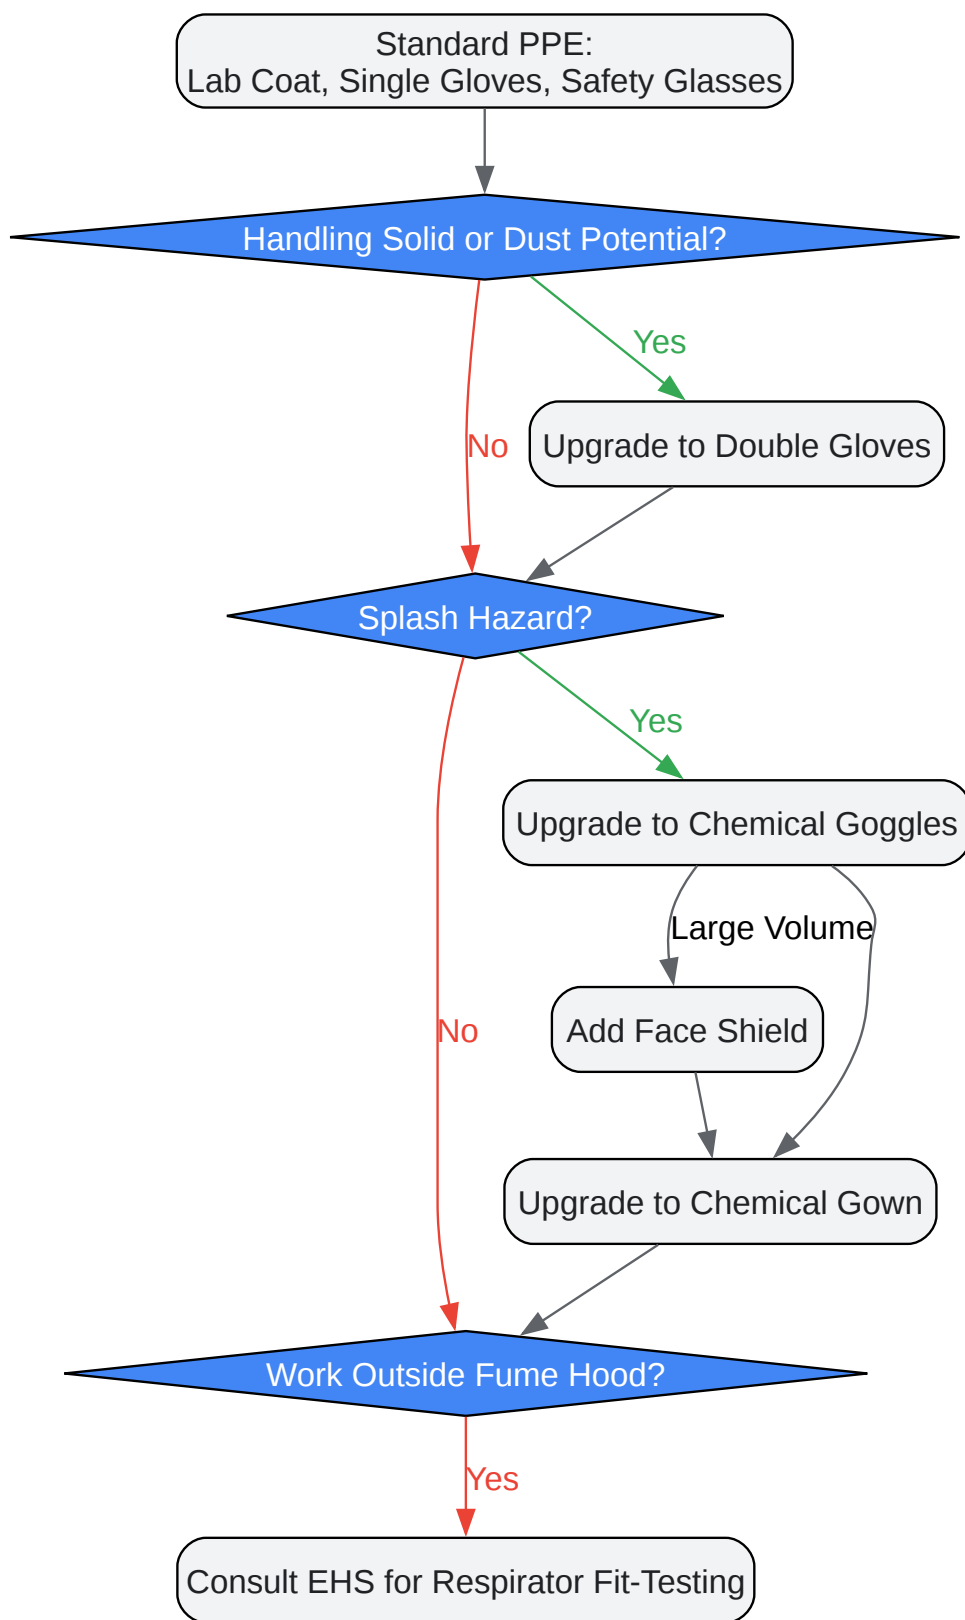 Standard PPE:
Lab Coat, Single Gloves, Safety Glasses
Handling Solid or Dust Potential?
Yes
No
Upgrade to Double Gloves
Splash Hazard?
Yes
Upgrade to Chemical Goggles
Large Volume
No
Add Face Shield
Upgrade to Chemical Gown
Work Outside Fume Hood?
Yes
Consult EHS for Respirator Fit-Testing